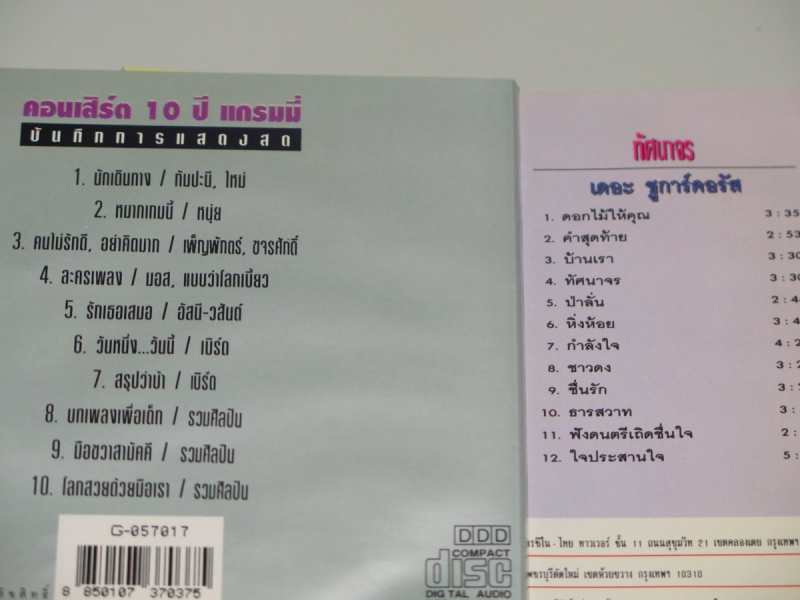 คอนเสิร์ต 10 ปี แกรมมี่
บันทึกการแสดงสด
1. นักเดินทาง / กัมปะนี, ใหม่
2. หมากเกมนี้ / หนุ่ย
3. คนไม่รักดี, อย่าคิดมาก / เพ็ญพักตร์, ขจรศักดิ์
4. ละครเพลง / มอส, แบบว่าโลกเบี้ยว
5. รักเธอเสมอ / อัสนี-วสันต์
6. วันหนึ่ง...วันนี้ / เบิร์ด
7. สรุปว่าบ้า / เบิร์ด
8. บทเพลงเพื่อเด็ก / รวมศิลปิน
9. มือขวาสามัคคี / รวมศิลปิน
10. โลกสวยด้วยมือเรา / รวมศิลปิน
G-057017
8 850107 370375
DDD
COMPACT
disc
DIGITAL AUDIO
ทัศนาจร
เดอะ ชูการ์คอรัส
1. ดอกไม้ให้คุณ 3:35
2. คำสุดท้าย 2:53
3. บ้านเรา 3:30
4. ทัศนาจร 3:30
5. ป่าลั่น 2:4
6. หิ่งห้อย 3:4
7. กำลังใจ 4:2
8. ชาวดง 3:2
9. ชื่นรัก 3:
10. ธารสวาท 3:
11. ฟังดนตรีเถิดชื่นใจ 2:
12. ใจประสานใจ 5:
ไทย ทาวเวอร์ ชั้น 11 ถนนสุขุมวิท 21 เขตคลองเตย กรุงเทพฯ
เพชรบุรีตัดใหม่ เขตห้วยขวาง กรุงเทพฯ 10310